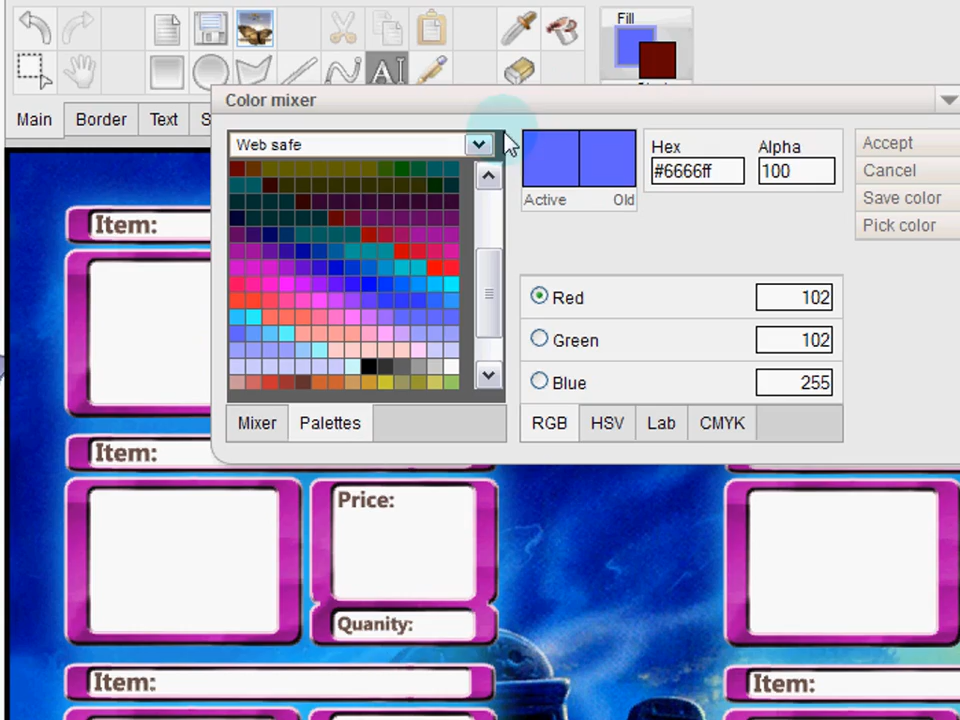 Fill
Color mixer
Main Border Text S
Web safe
Hex Alpha
#6666ff 100
Active Old
Accept
Cancel
Save color
Pick color
Item:
Red 102
Green 102
Blue 255
Mixer Palettes
RGB HSV Lab CMYK
Item:
Price:
Quanity:
Item:
Item: